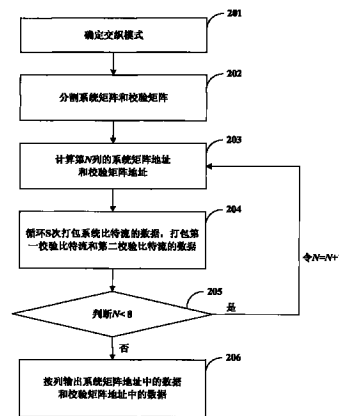 201
确定交织模式
202
分割系统矩阵和校验矩阵
203
计算第N列的系统矩阵地址
和校验矩阵地址
204
循环S次打包系统比特流的数据，打包第
一校验比特流和第二校验比特流的数据
令N=N+
205
判断N<8
是
否
206
按列输出系统矩阵地址中的数据
和校验矩阵地址中的数据